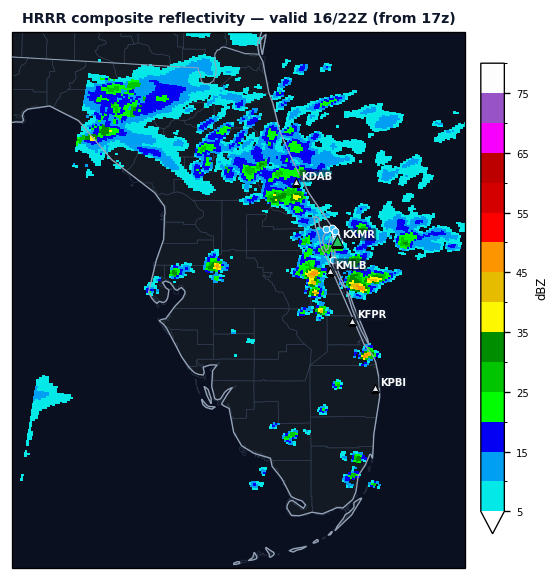 HRRR composite reflectivity — valid 16/22Z (from 17z)
KDAB
KXMR
KMLB
KFPR
KPBI
75
65
55
45
35
25
15
5
dBZ